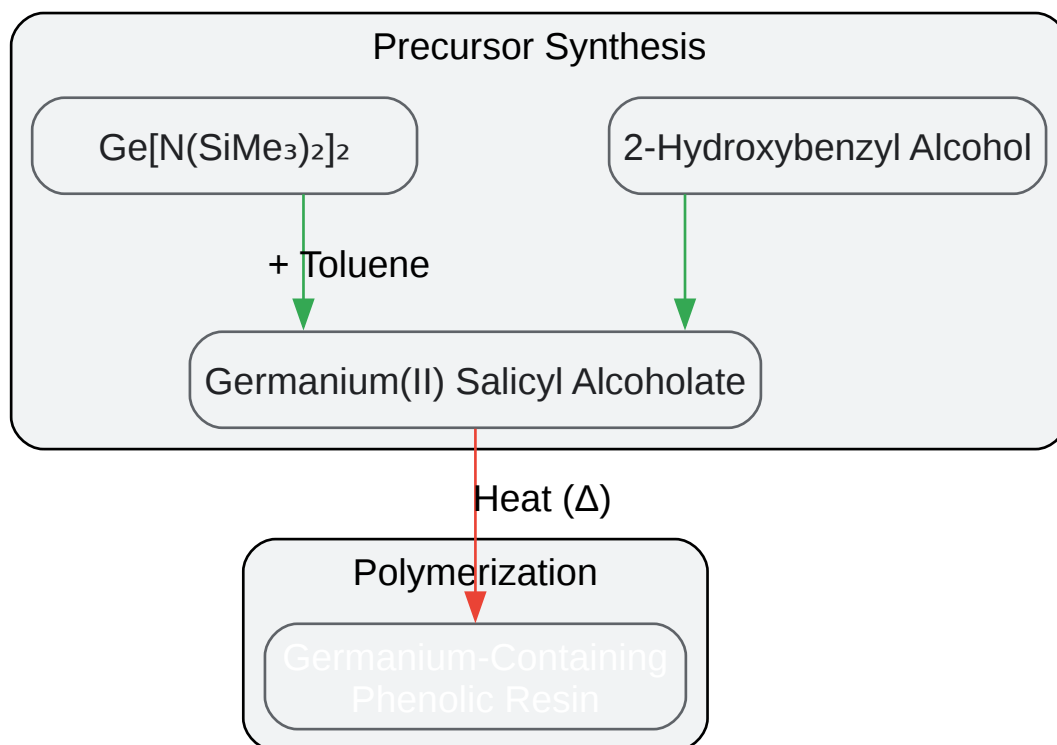 Precursor Synthesis
Ge[N(SiMe₃)₂]₂
2-Hydroxybenzyl Alcohol
+ Toluene
Germanium(II) Salicyl Alcoholate
Heat (Δ)
Polymerization
Germanium-Containing
Phenolic Resin